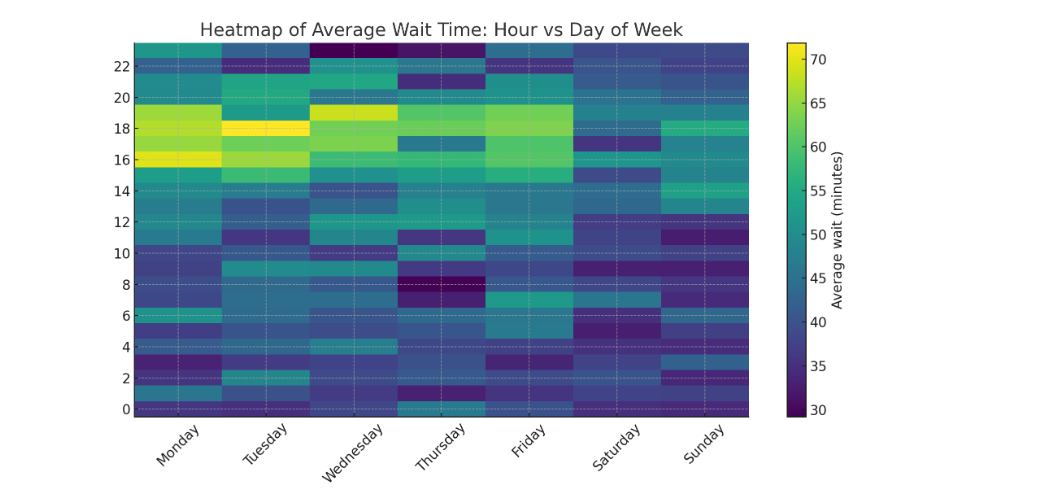 Heatmap of Average Wait Time: Hour vs Day of Week
22
20
18
16
14
12
10
8
6
4
2
0
Monday
Tuesday
Wednesday
Thursday
Friday
Saturday
Sunday
70
65
60
55
50
45
40
35
30
Average wait (minutes)